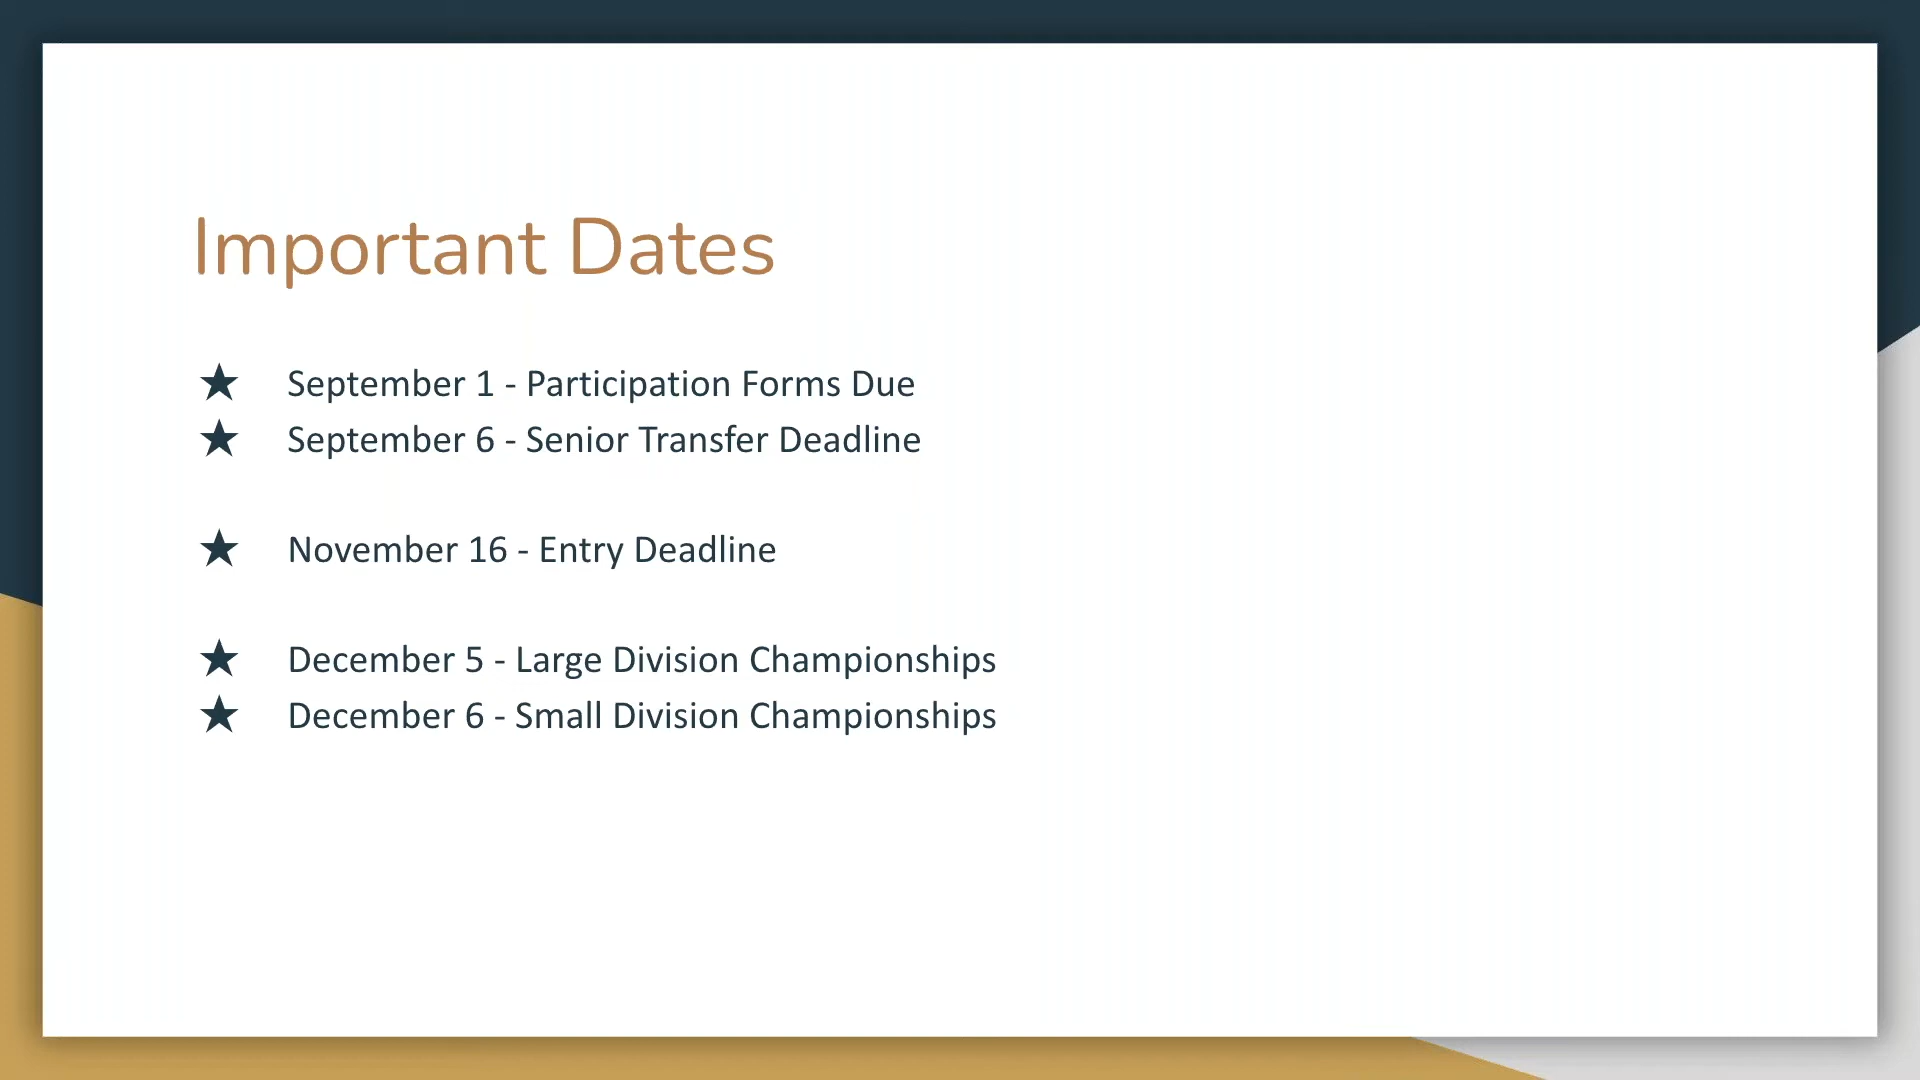 Important Dates
★ September 1 - Participation Forms Due
★ September 6 - Senior Transfer Deadline
★ November 16 - Entry Deadline
★ December 5 - Large Division Championships
★ December 6 - Small Division Championships